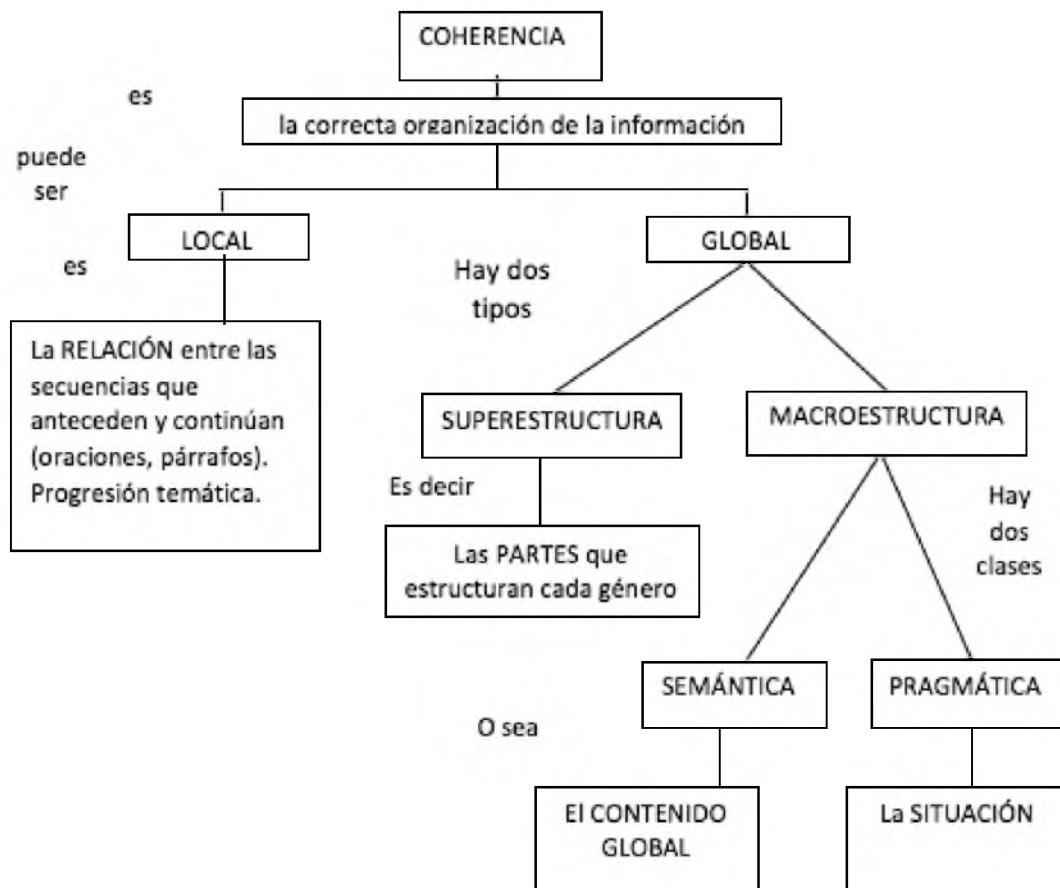 COHERENCIA
es
la correcta organización de la información
puede
ser
LOCAL
GLOBAL
es
Hay dos
tipos
La RELACIÓN entre las
secuencias que
anteceden y continúan
(oraciones, párrafos).
Progresión temática.
SUPERESTRUCTURA
MACROESTRUCTURA
Es decir
Hay
dos
clases
Las PARTES que
estructuran cada género
SEMÁNTICA
PRAGMÁTICA
O sea
El CONTENIDO
GLOBAL
La SITUACIÓN